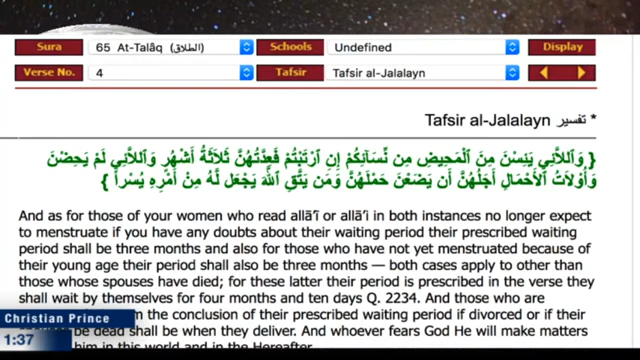 Sura 65 At-Talâq (الطلاق) Schools Undefined Display
Verse No. 4 Tafsir Tafsir al-Jalalayn
* تفسير Tafsir al-Jalalayn
{ وَٱللاَّئِي يَئِسْنَ مِنَ ٱلْمَحِيضِ مِن نِّسَآئِكُمْ إِنِ ٱرْتَبْتُمْ فَعِدَّتُهُنَّ ثَلاَثَةُ أَشْهُرٍ وَٱللاَّئِي لَمْ يَحِضْنَ
وَأُوْلاَتُ ٱلأَحْمَالِ أَجَلُهُنَّ أَن يَضَعْنَ حَمْلَهُنَّ وَمَن يَتَّقِ ٱللَّهَ يَجْعَل لَّهُ مِنْ أَمْرِهِ يُسْراً }
And as for those of your women who read allā'ī or allā'i in both instances no longer expect
to menstruate if you have any doubts about their waiting period their prescribed waiting
period shall be three months and also for those who have not yet menstruated because of
their young age their period shall also be three months — both cases apply to other than
those whose spouses have died; for these latter their period is prescribed in the verse they
shall wait by themselves for four months and ten days Q. 2234. And those who are
the conclusion of their prescribed waiting period if divorced or if their
be dead shall be when they deliver. And whoever fears God He will make matters
him in this world and in the Hereafter
Christian Prince
1:37